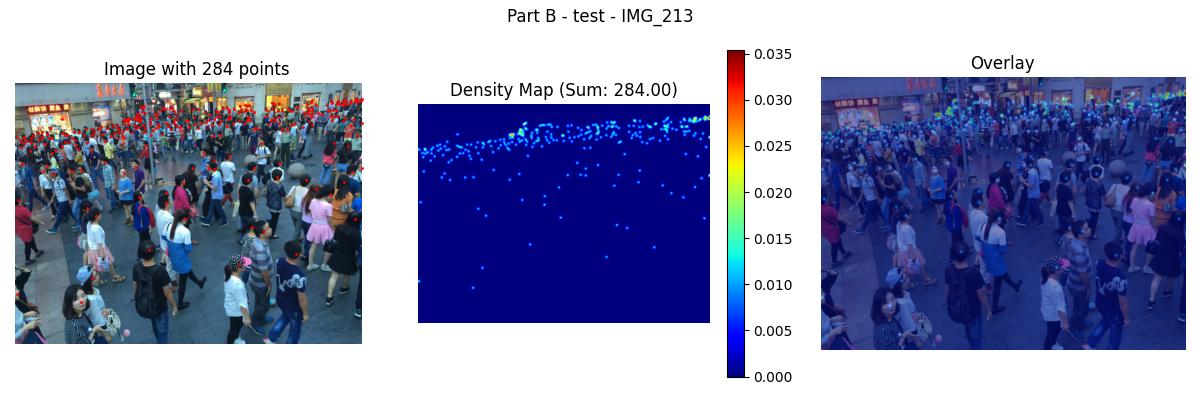 Part B - test - IMG_213
Image with 284 points
Density Map (Sum: 284.00)
Overlay
0.035
0.030
0.025
0.020
0.015
0.010
0.005
0.000